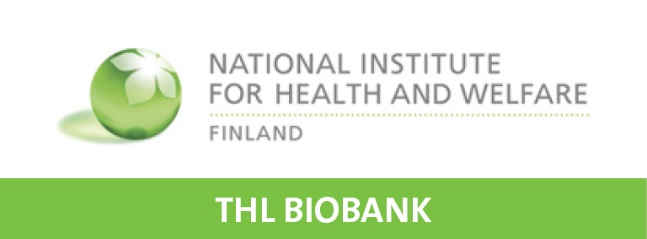 NATIONAL INSTITUTE
FOR HEALTH AND WELFARE
FINLAND
THL BIOBANK